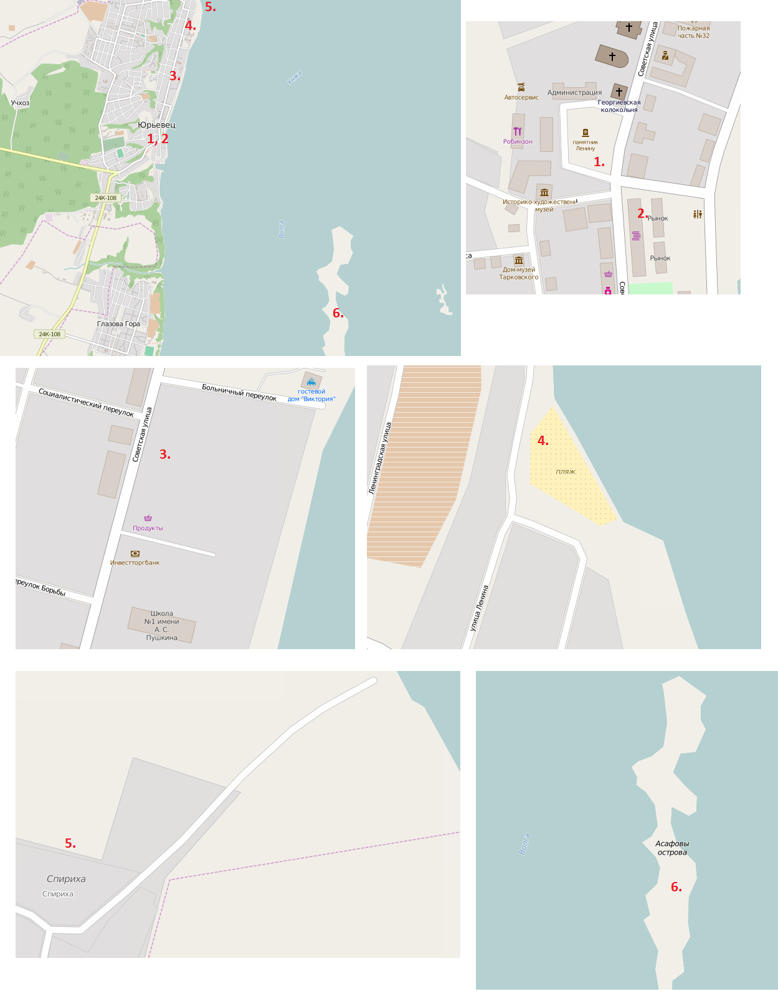 5.
4.
Унжа
3.
Учхоз
Юрьевец
1, 2
24К-108
Волга
6.
Глазова Гора
24К-108
Советская улица
Пожарная
часть №32
Администрация
Автосервис
Георгиевская
колокольня
Робинзон
памятник
Ленину
1.
Историко-художественн
музей
2.
Рынок
са
Рынок
Дом-музей
Тарковского
Сове
Социалистический переулок
Больничный переулок
гостевой
дом "Виктория"
Советская улица
3.
Продукты
Инвестторгбанк
ереулок Борьбы
Школа
№1 имени
А. С.
Пушкина
Ленинградская улица
4.
пляж
улица Ленина
5.
Спириха
Спириха
Волга
Асафовы
острова
6.